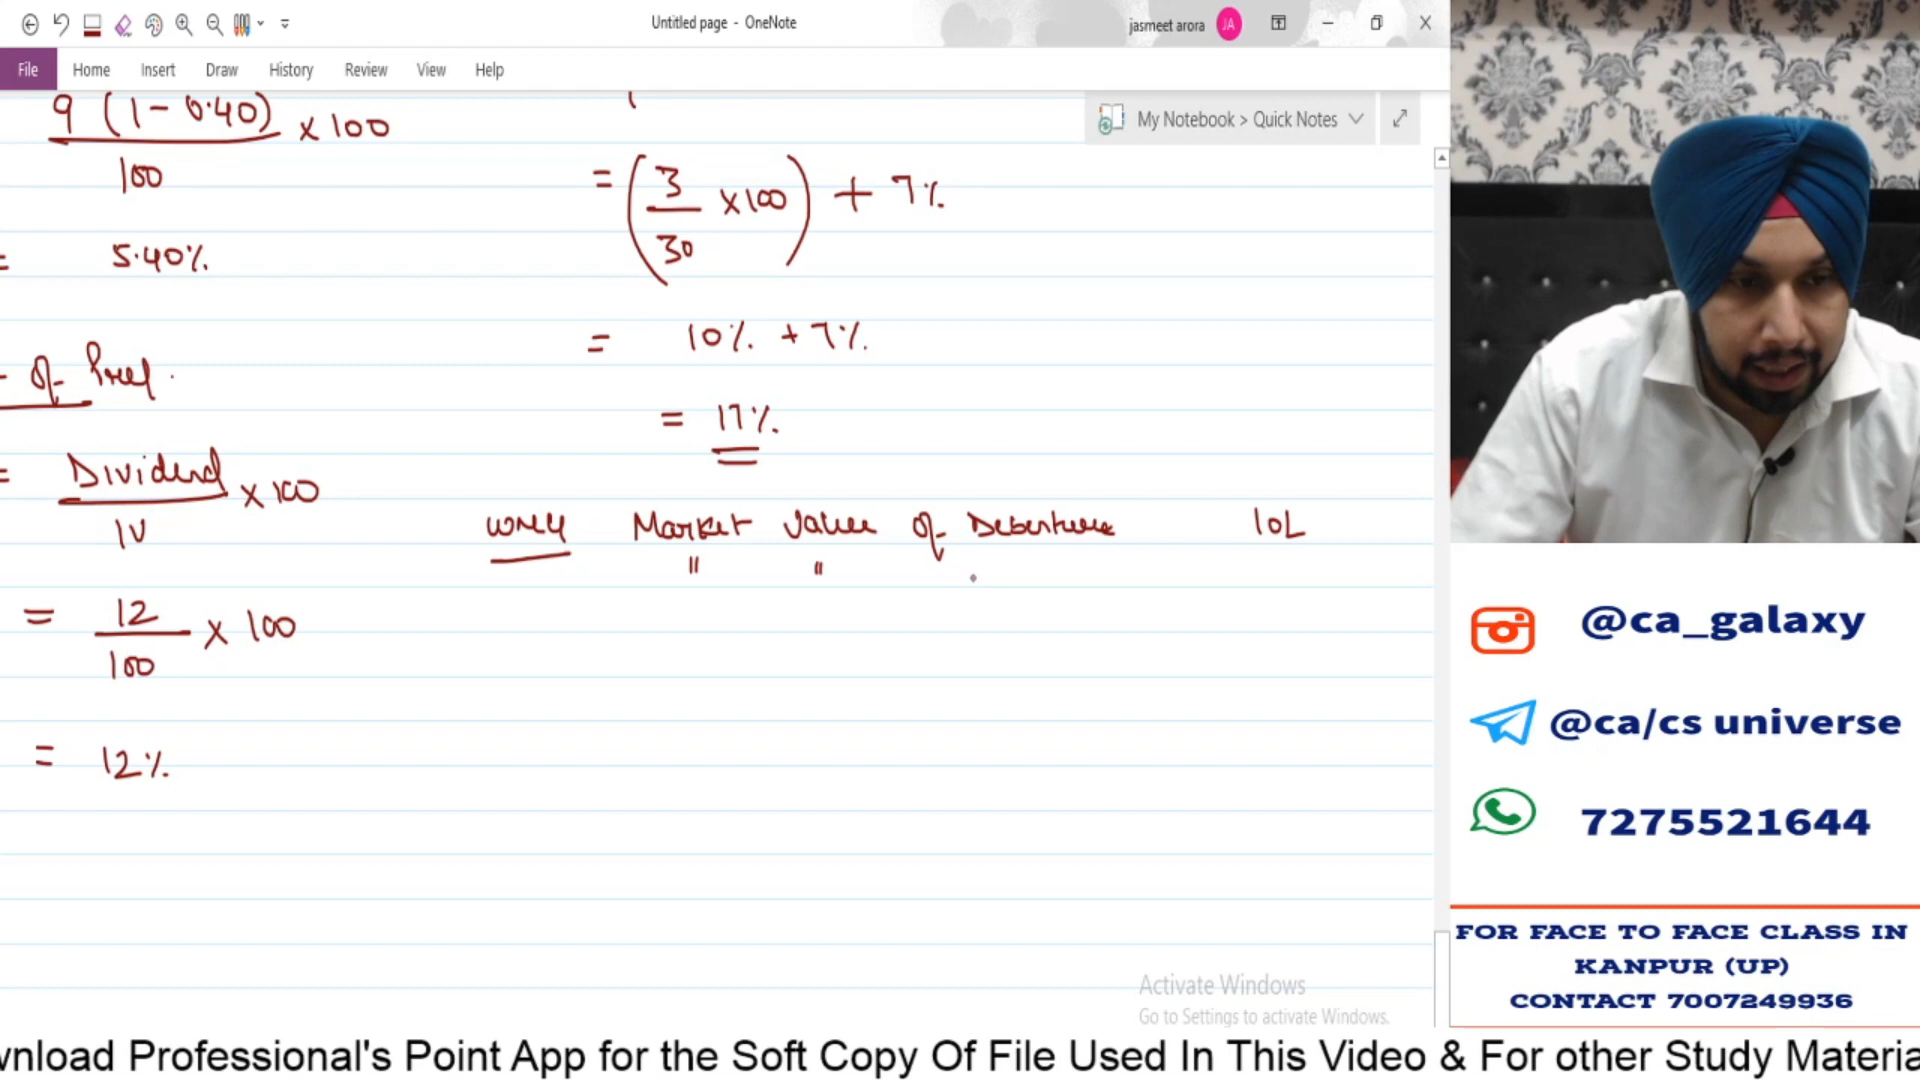 Untitled page - OneNote
jasmeet arora JA
File Home Insert Draw History Review View Help
My Notebook > Quick Notes
9 (1 - 0.40) × 100
100
= 5.40%
= (3 × 100) + 7%
30
= 10% + 7%
= 17%
- of Pref.
= Dividend × 100
IV
= 12 × 100
100
= 12%
WN4 Market Value of Debenture 10L
" "
@ca_galaxy
@ca/cs universe
7275521644
FOR FACE TO FACE CLASS IN
KANPUR (UP)
CONTACT 7007249936
Activate Windows
Go to Settings to activate Windows.
wnload Professional's Point App for the Soft Copy Of File Used In This Video & For other Study Materia